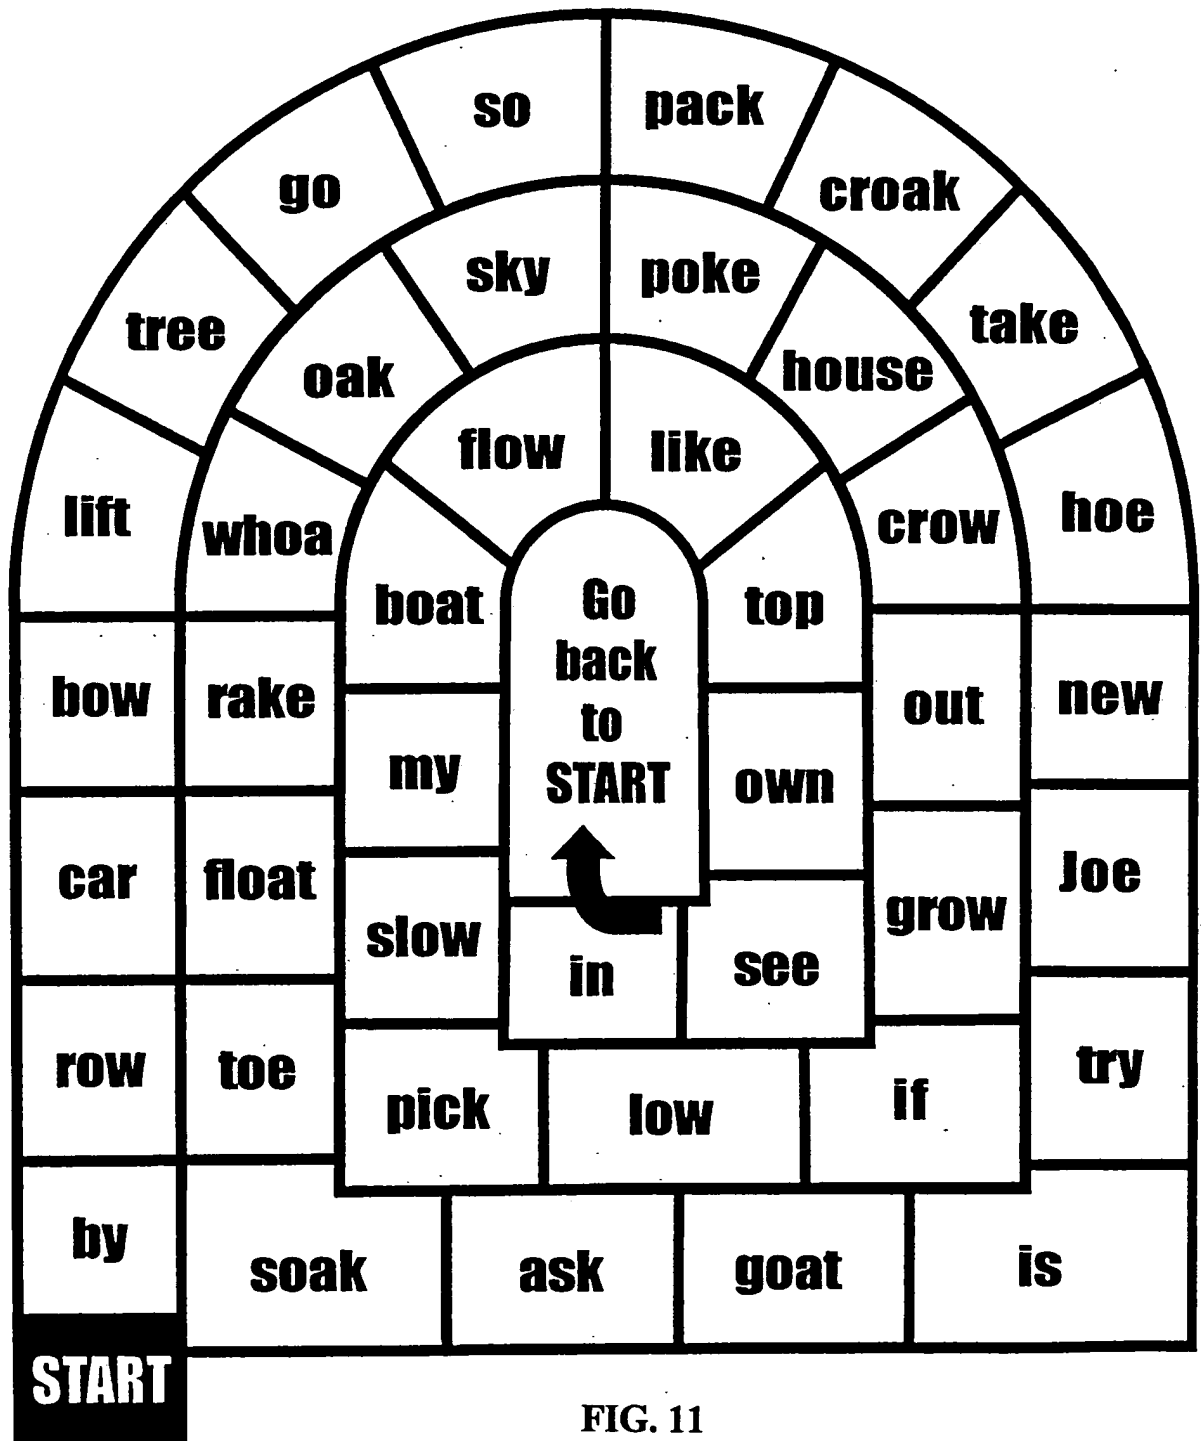 START
by
row
car
bow
lift
tree
go
so
pack
croak
take
hoe
new
Joe
try
is
goat
ask
soak
toe
float
rake
whoa
oak
sky
poke
house
crow
out
grow
if
low
pick
slow
my
boat
flow
like
top
own
see
in
Go
back
to
START
FIG. 11